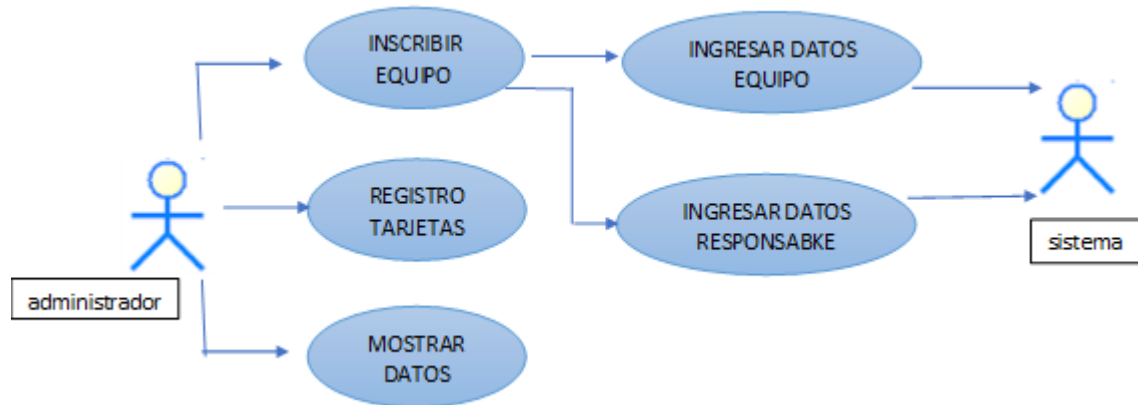 INSCRIBIR
EQUIPO
INGRESAR DATOS
EQUIPO
REGISTRO
TARJETAS
INGRESAR DATOS
RESPONSABKE
sistema
administrador
MOSTRAR
DATOS